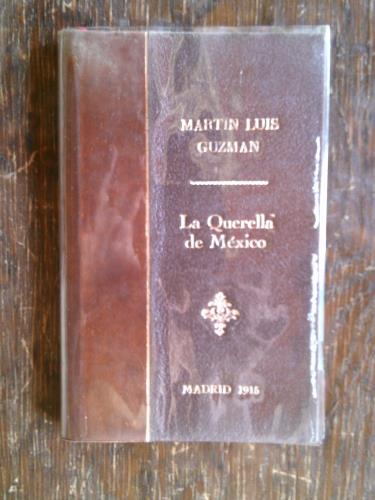 MARTIN LUIS
GUZMAN
La Querella
de México
MADRID 1915